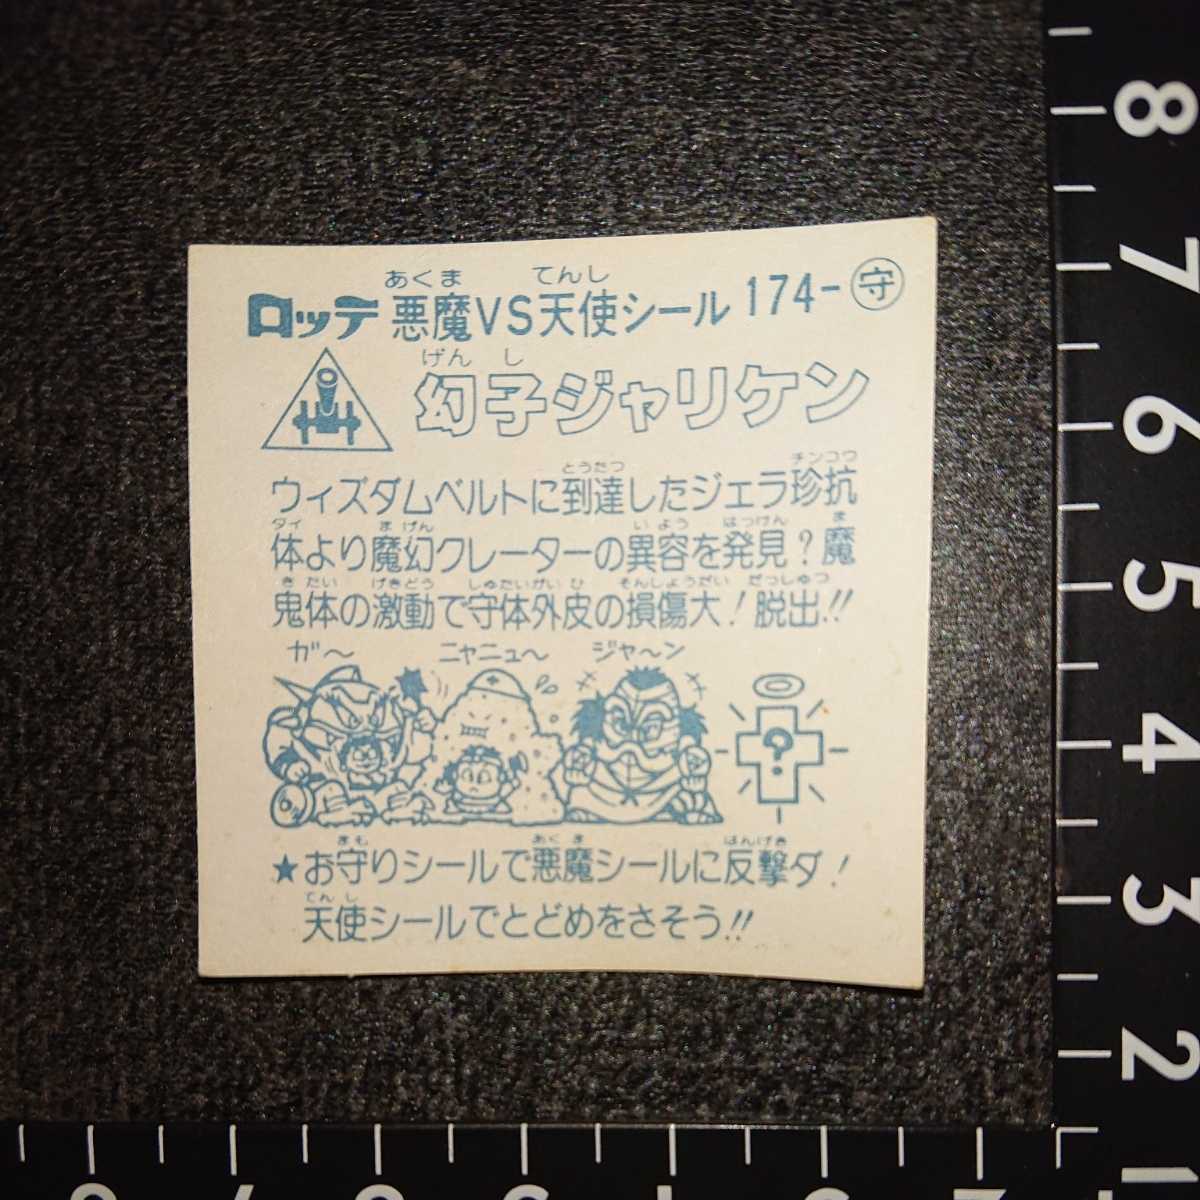 あくま てんし
ロッテ 悪魔VS天使シール 174-守
げん し
幻子ジャリケン
とうたつ チンコウ
ウィズダムベルトに到達したジェラ珍抗
タイ まげん いよう はっけん ま
体より魔幻クレーターの異容を発見?魔
きたい げきどう しゅたいがいひ そんしょうだい だっしゅつ
鬼体の激動で守体外皮の損傷大!脱出!!
ガ〜 ニャニュ〜 ジャ〜ン
?
まも あくま はんげき
★お守りシールで悪魔シールに反撃ダ!
てんし
天使シールでとどめをさそう!!
8
7
6
5
4
3
2
1